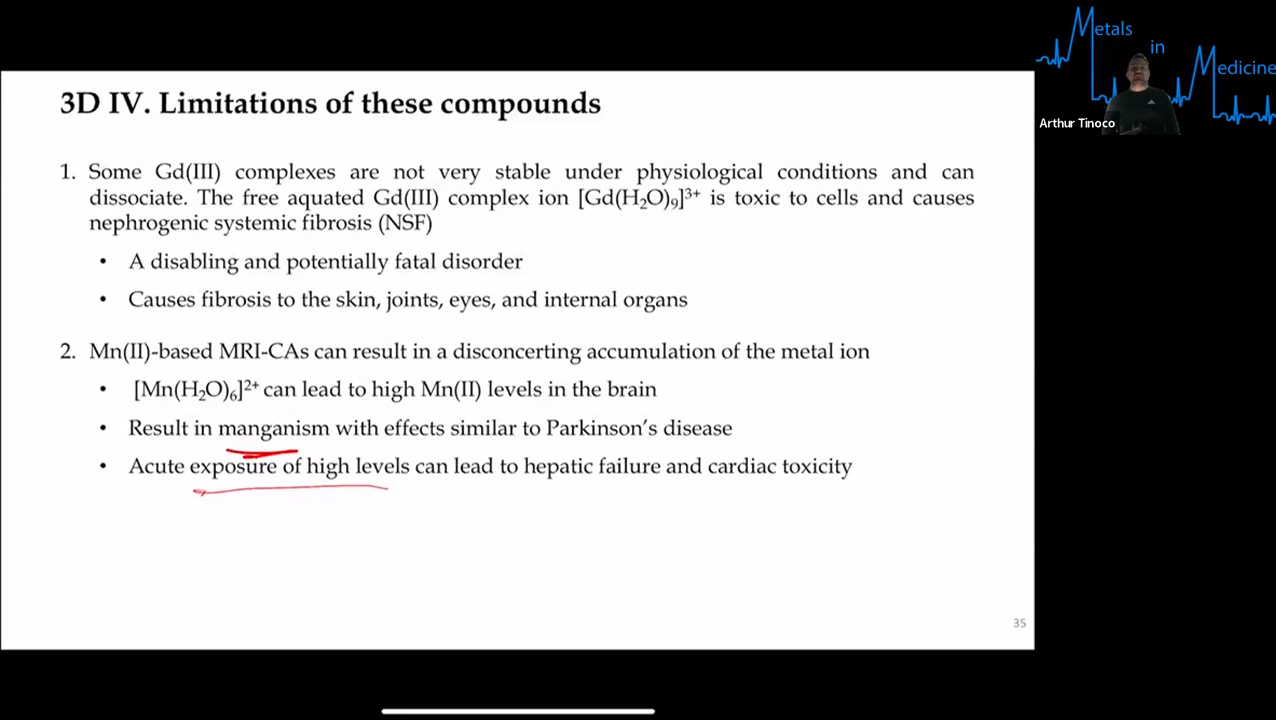 Metals
in
Medicine
Arthur Tinoco
3D IV. Limitations of these compounds
1. Some Gd(III) complexes are not very stable under physiological conditions and can
dissociate. The free aquated Gd(III) complex ion [Gd(H₂O)₉]³⁺ is toxic to cells and causes
nephrogenic systemic fibrosis (NSF)
• A disabling and potentially fatal disorder
• Causes fibrosis to the skin, joints, eyes, and internal organs
2. Mn(II)-based MRI-CAs can result in a disconcerting accumulation of the metal ion
• [Mn(H₂O)₆]²⁺ can lead to high Mn(II) levels in the brain
• Result in manganism with effects similar to Parkinson's disease
• Acute exposure of high levels can lead to hepatic failure and cardiac toxicity
35